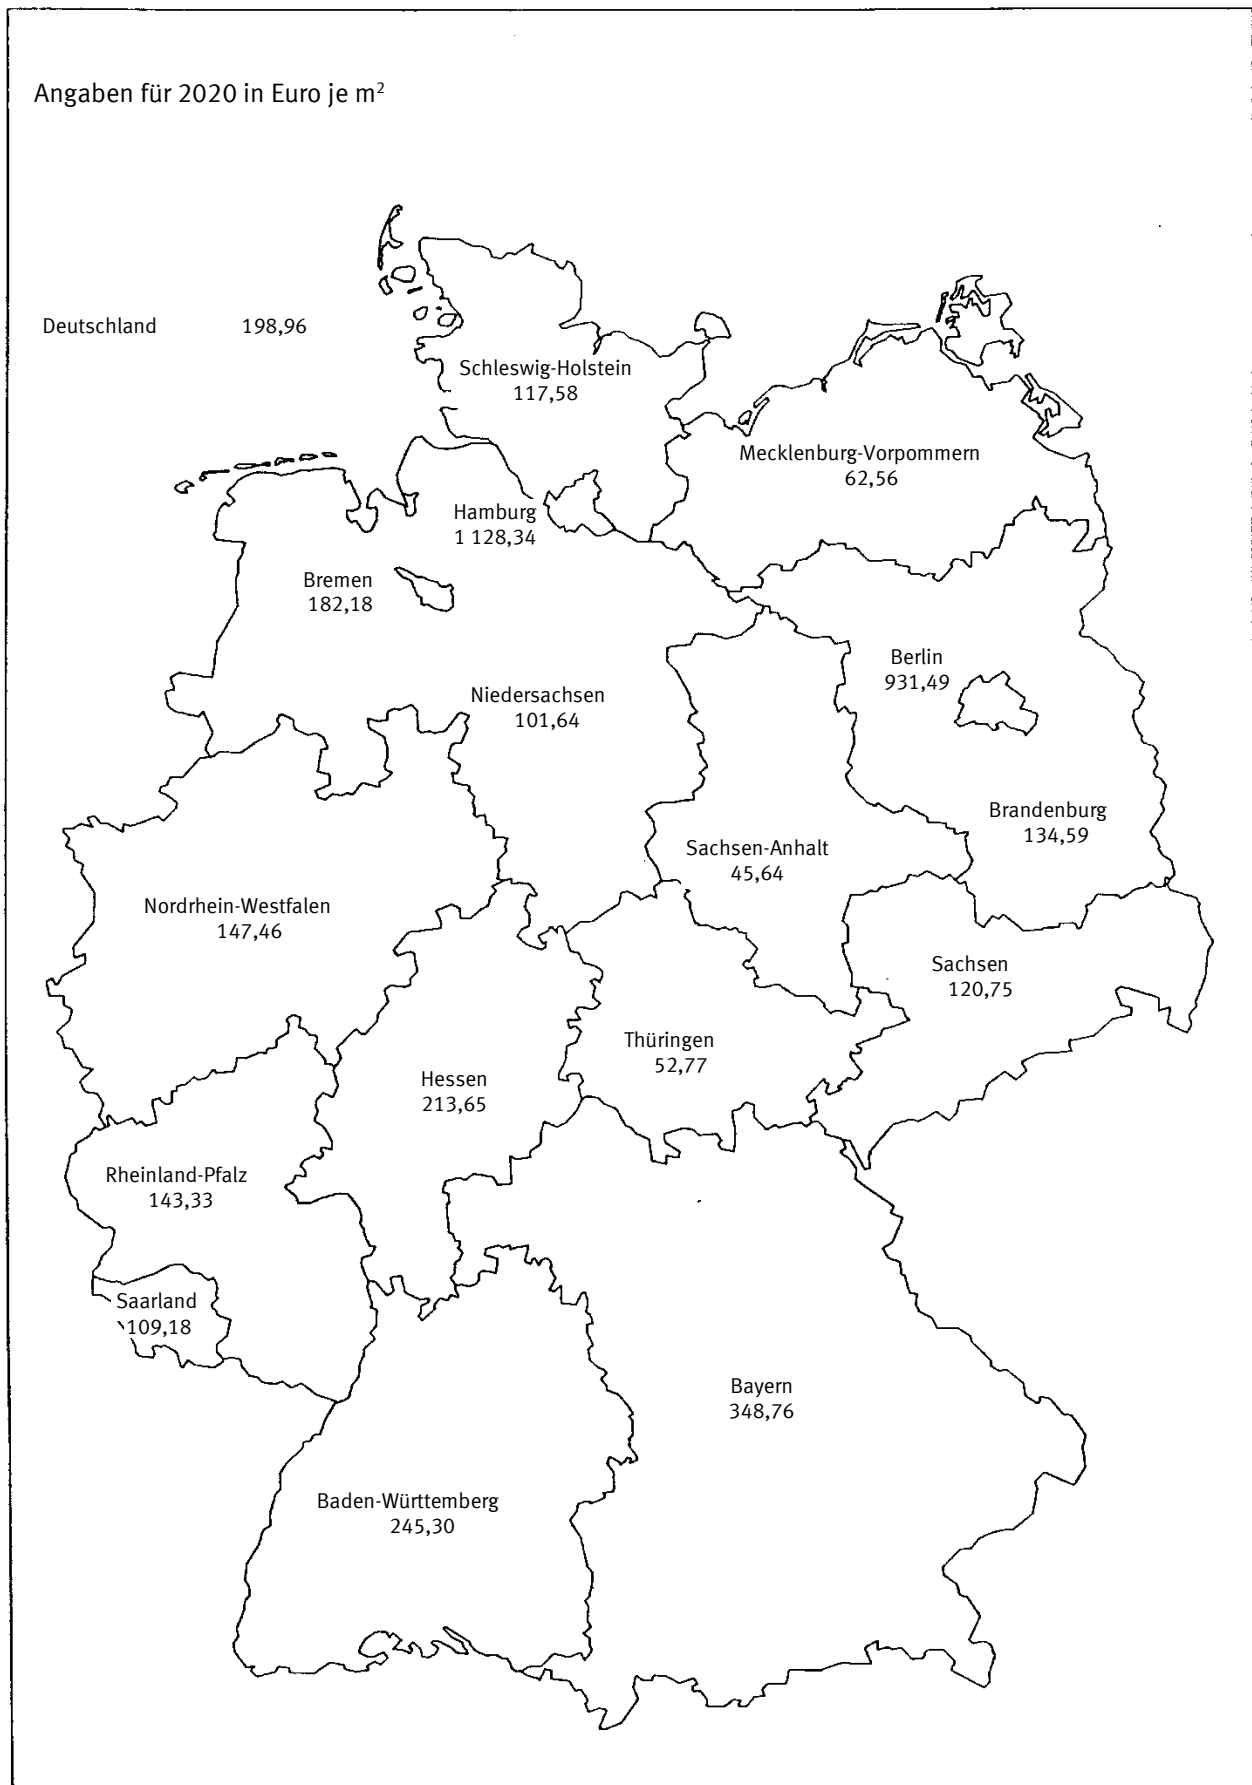 Angaben für 2020 in Euro je m²
Deutschland 198,96
Schleswig-Holstein
117,58
Mecklenburg-Vorpommern
62,56
Hamburg
1 128,34
Bremen
182,18
Berlin
931,49
Niedersachsen
101,64
Brandenburg
134,59
Sachsen-Anhalt
45,64
Nordrhein-Westfalen
147,46
Sachsen
120,75
Thüringen
52,77
Hessen
213,65
Rheinland-Pfalz
143,33
Saarland
109,18
Bayern
348,76
Baden-Württemberg
245,30